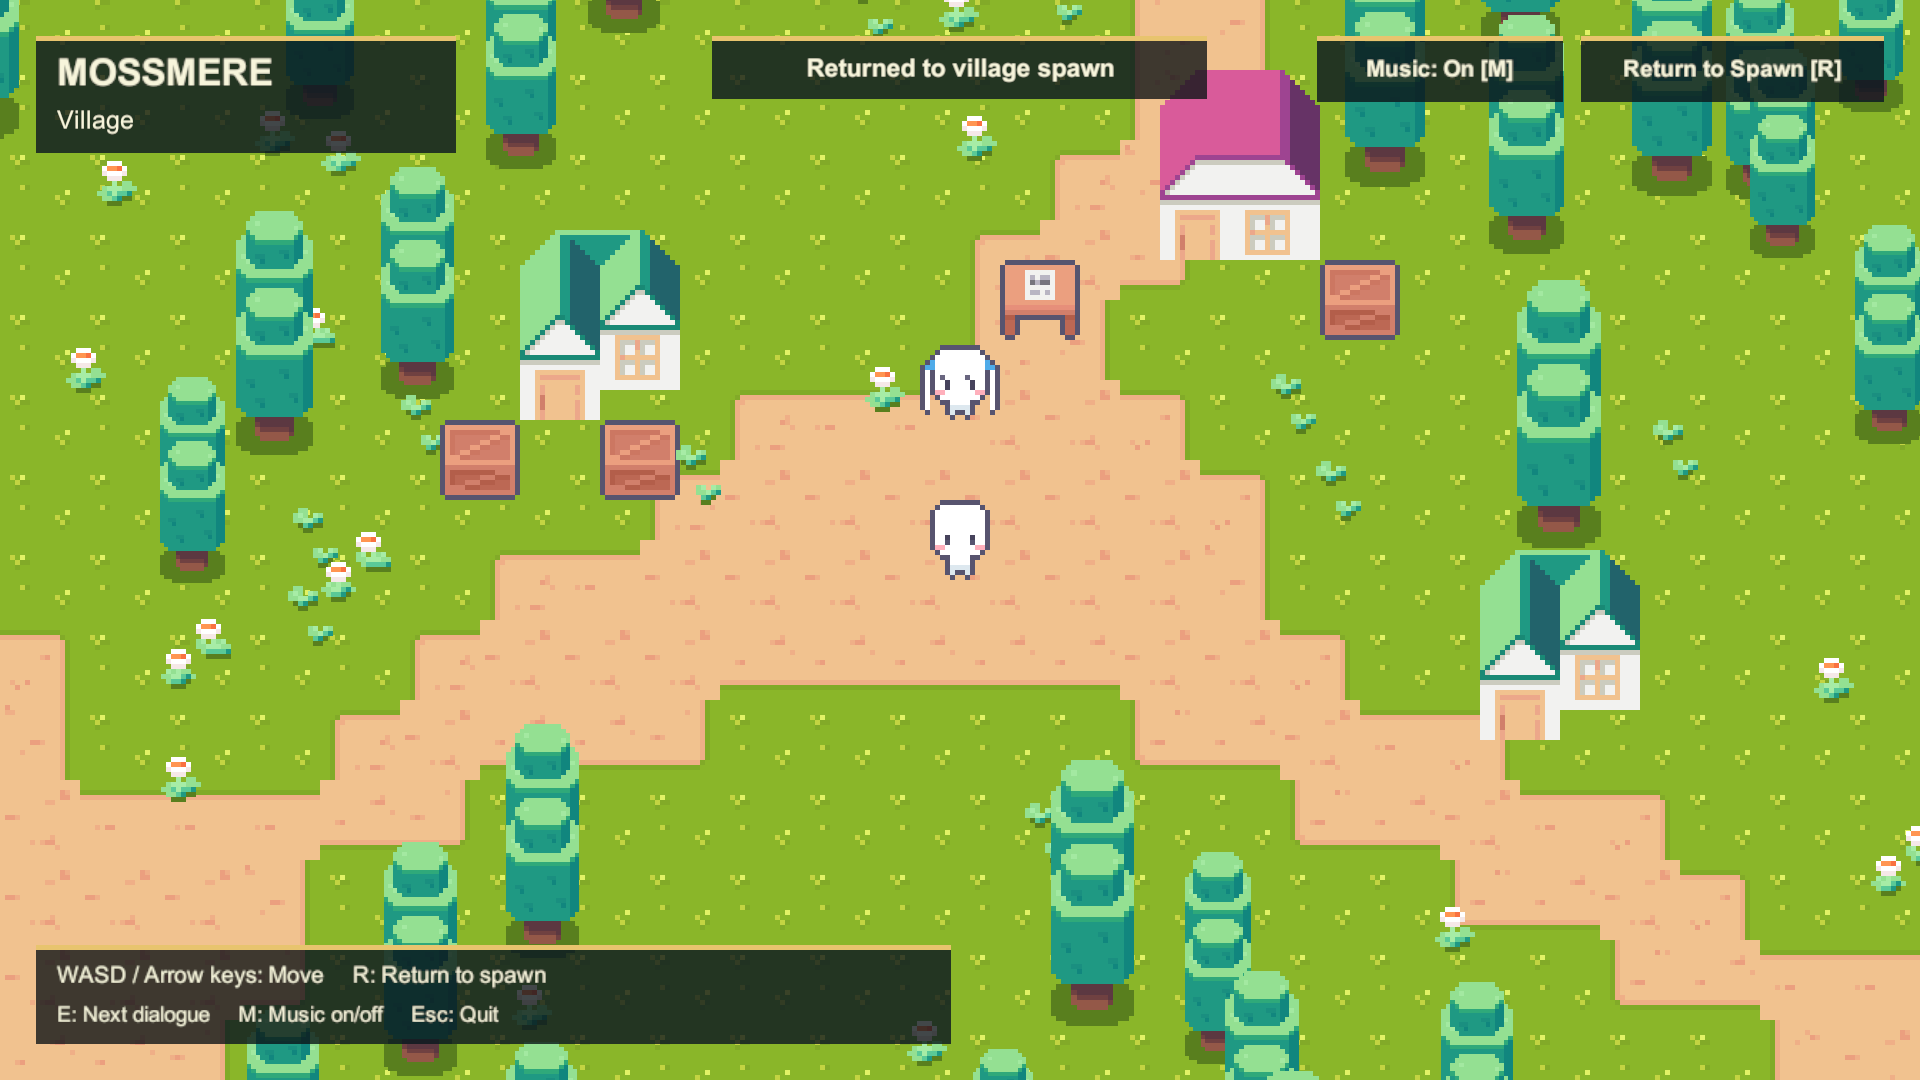 MOSSMERE
Village
Returned to village spawn
Music: On [M]
Return to Spawn [R]
WASD / Arrow keys: Move R: Return to spawn
E: Next dialogue M: Music on/off Esc: Quit